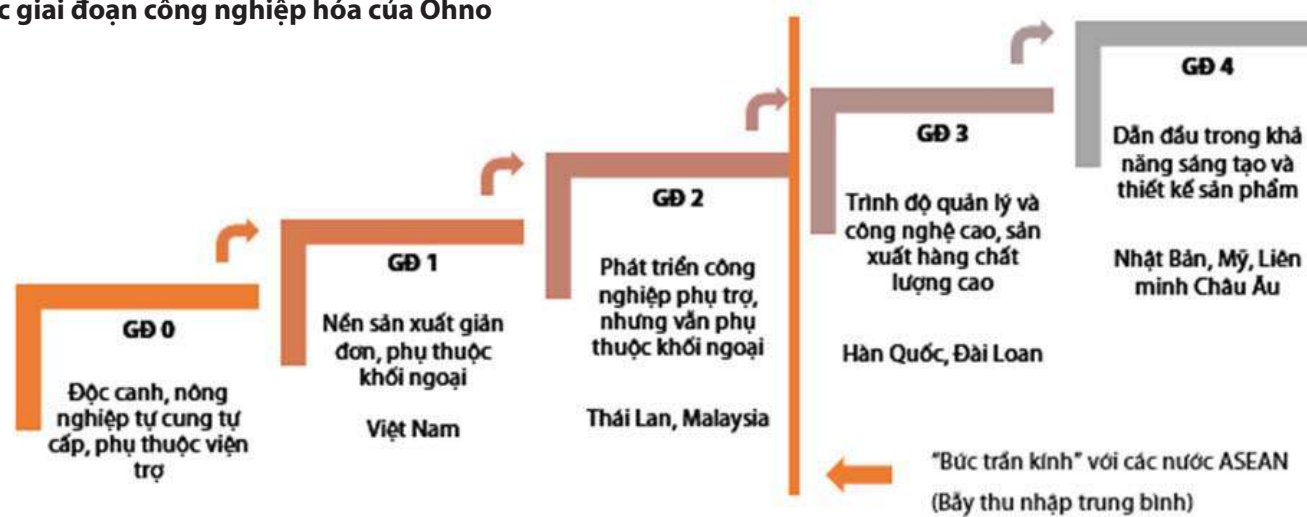 c giai đoạn công nghiệp hóa của Ohno
GĐ 0
Độc canh, nông
nghiệp tự cung tự
cấp, phụ thuộc viện
trợ
GĐ 1
Nền sản xuất giản
đơn, phụ thuộc
khối ngoại
Việt Nam
GĐ 2
Phát triển công
nghiệp phụ trợ,
nhưng vẫn phụ
thuộc khối ngoại
Thái Lan, Malaysia
GĐ 3
Trình độ quản lý và
công nghệ cao, sản
xuất hàng chất
lượng cao
Hàn Quốc, Đài Loan
GĐ 4
Dẫn đầu trong khả
năng sáng tạo và
thiết kế sản phẩm
Nhật Bản, Mỹ, Liên
minh Châu Âu
"Bức trần kính" với các nước ASEAN
(Bẫy thu nhập trung bình)